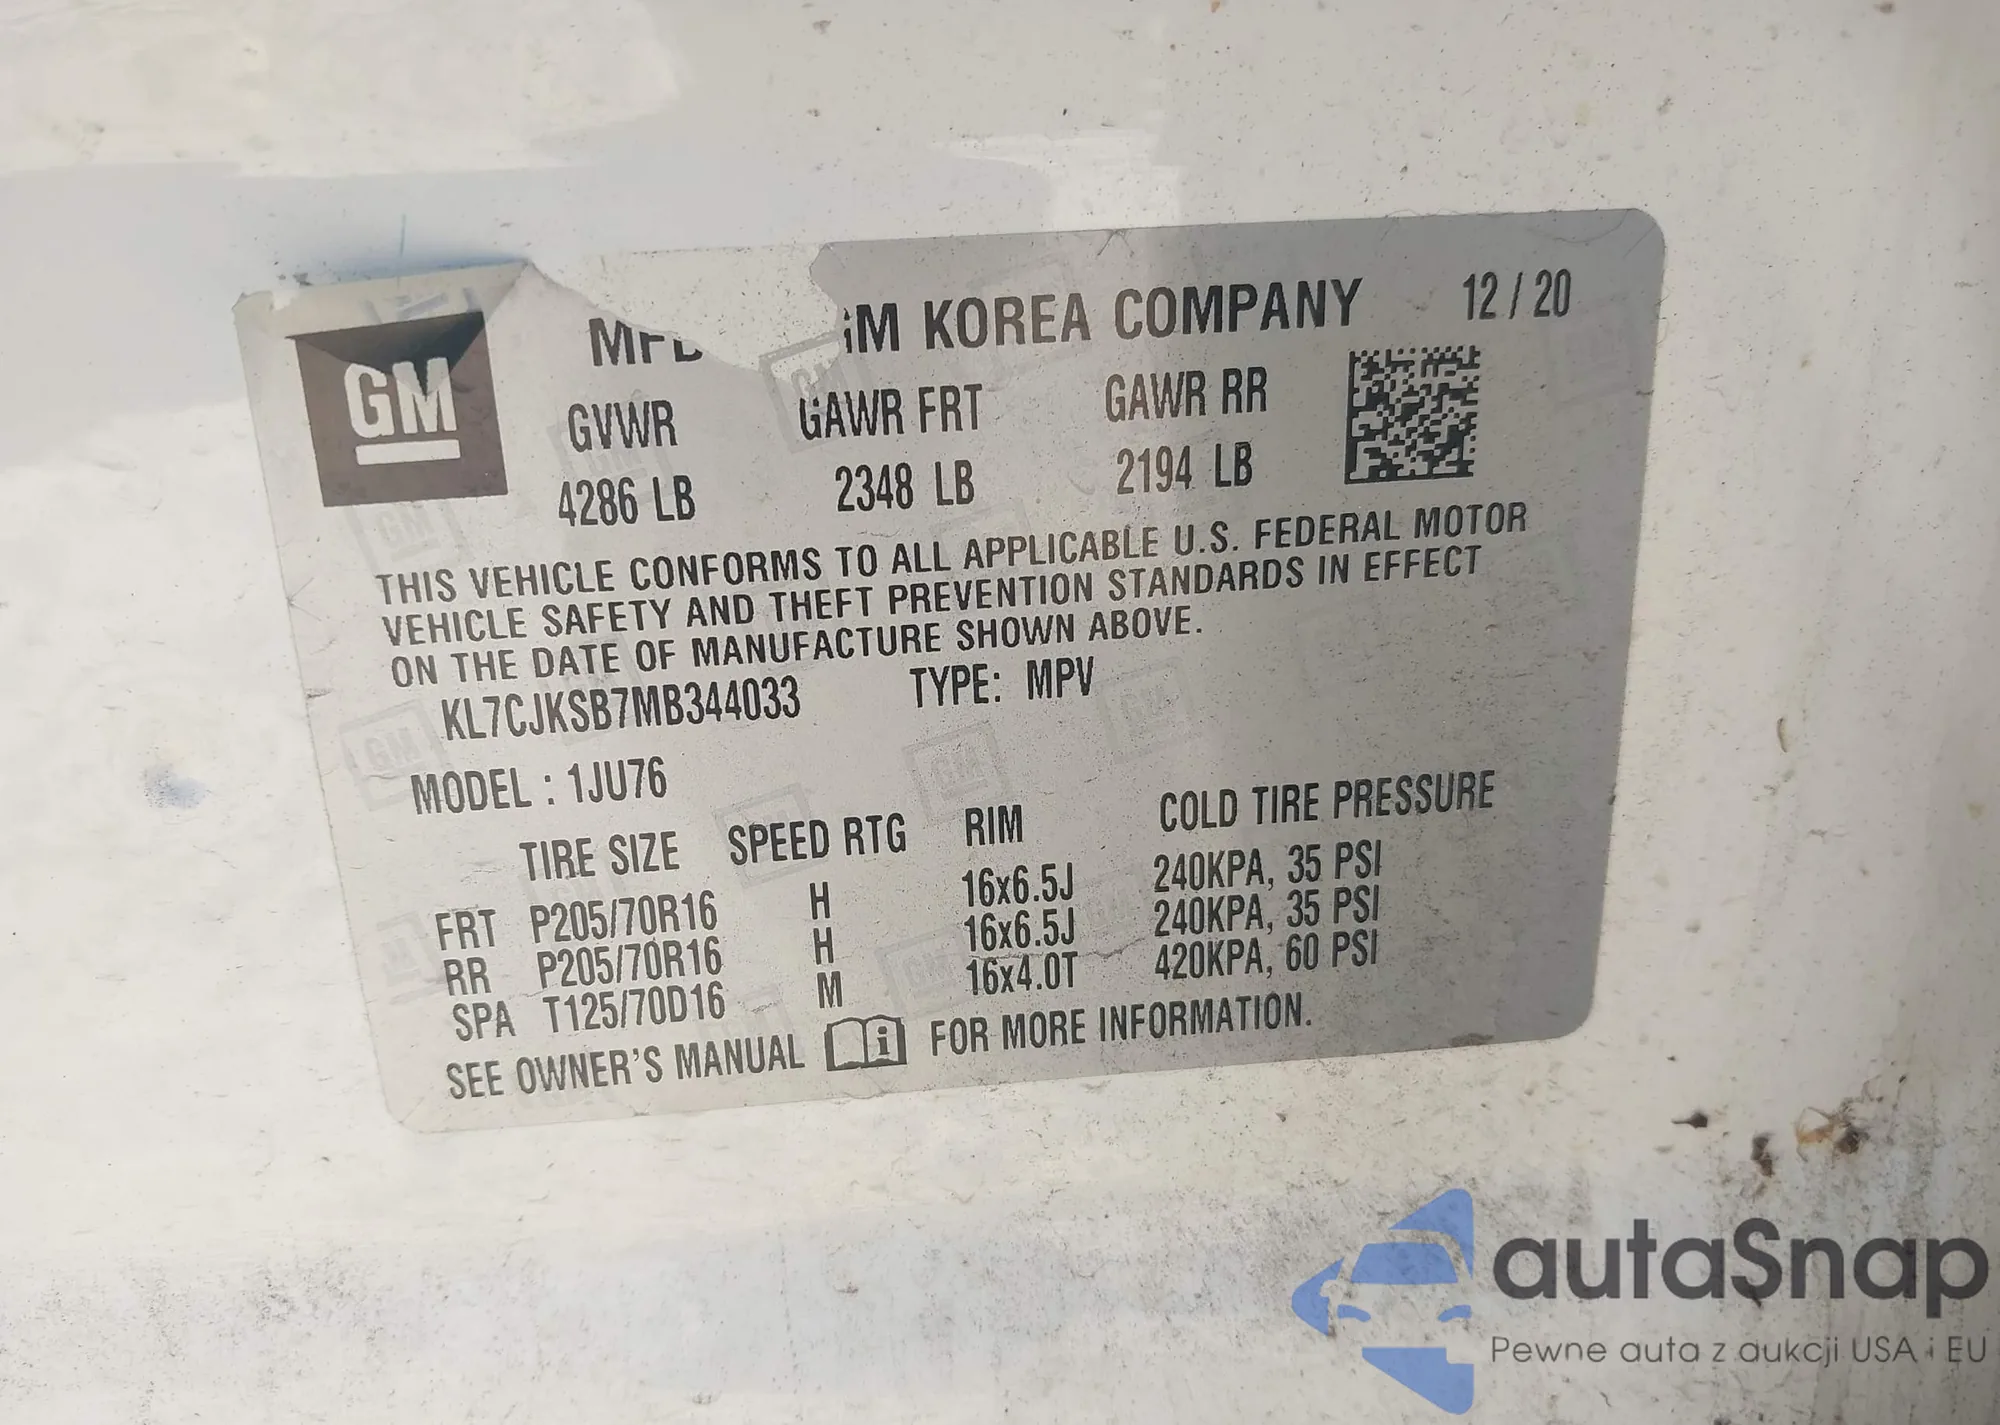 GM
MFD GM KOREA COMPANY 12 / 20
GVWR GAWR FRT GAWR RR
4286 LB 2348 LB 2194 LB
THIS VEHICLE CONFORMS TO ALL APPLICABLE U.S. FEDERAL MOTOR
VEHICLE SAFETY AND THEFT PREVENTION STANDARDS IN EFFECT
ON THE DATE OF MANUFACTURE SHOWN ABOVE.
KL7CJKSB7MB344033 TYPE: MPV
MODEL : 1JU76
TIRE SIZE SPEED RTG RIM COLD TIRE PRESSURE
FRT P205/70R16 H 16x6.5J 240KPA, 35 PSI
RR P205/70R16 H 16x6.5J 240KPA, 35 PSI
SPA T125/70D16 M 16x4.0T 420KPA, 60 PSI
SEE OWNER'S MANUAL i FOR MORE INFORMATION.
autaSnap
Pewne auta z aukcji USA i EU